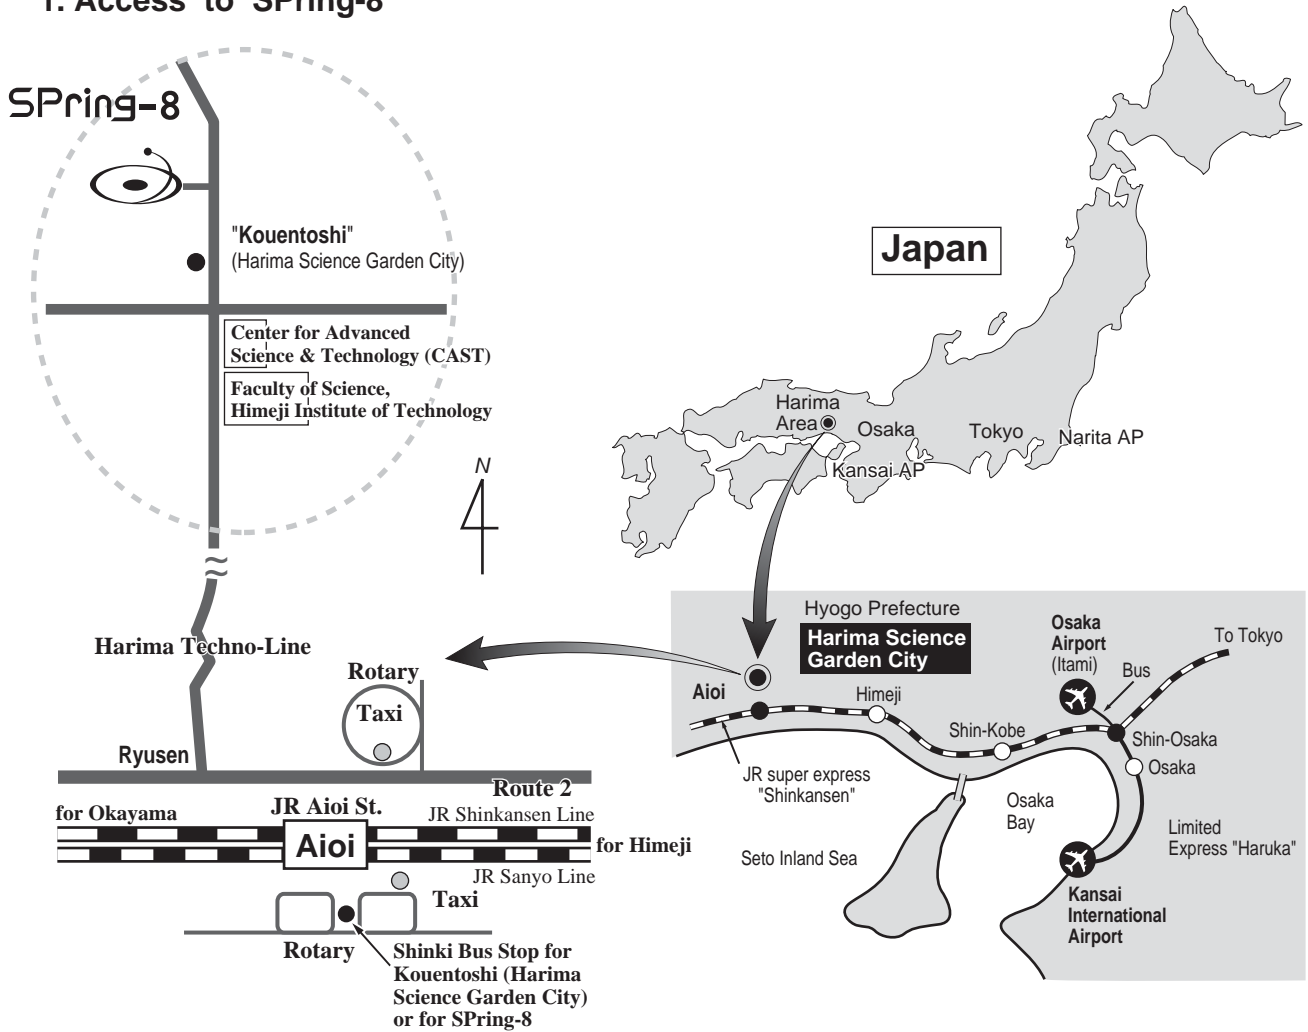 1. Access to SPring-8
SPring-8
"Kouentoshi"
(Harima Science Garden City)
Center for Advanced
Science & Technology (CAST)
Faculty of Science,
Himeji Institute of Technology
N
Harima Techno-Line
Rotary
Taxi
Ryusen
Route 2
for Okayama
JR Aioi St.
JR Shinkansen Line
Aioi
for Himeji
JR Sanyo Line
Taxi
Rotary
Shinki Bus Stop for
Kouentoshi (Harima
Science Garden City)
or for SPring-8
Japan
Harima
Area
Osaka
Tokyo
Narita AP
Kansai AP
Hyogo Prefecture
Harima Science
Garden City
Osaka
Airport
(Itami)
To Tokyo
Bus
Aioi
Himeji
Shin-Kobe
Shin-Osaka
Osaka
JR super express
"Shinkansen"
Osaka
Bay
Limited
Express "Haruka"
Seto Inland Sea
Kansai
International
Airport